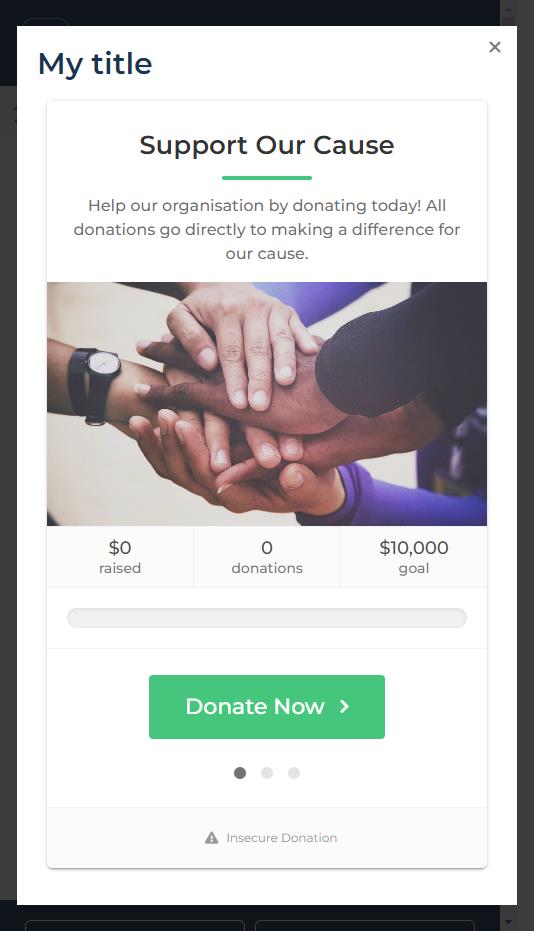 My title
Support Our Cause
Help our organisation by donating today! All
donations go directly to making a difference for
our cause.
$0
raised
0
donations
$10,000
goal
Donate Now
Insecure Donation